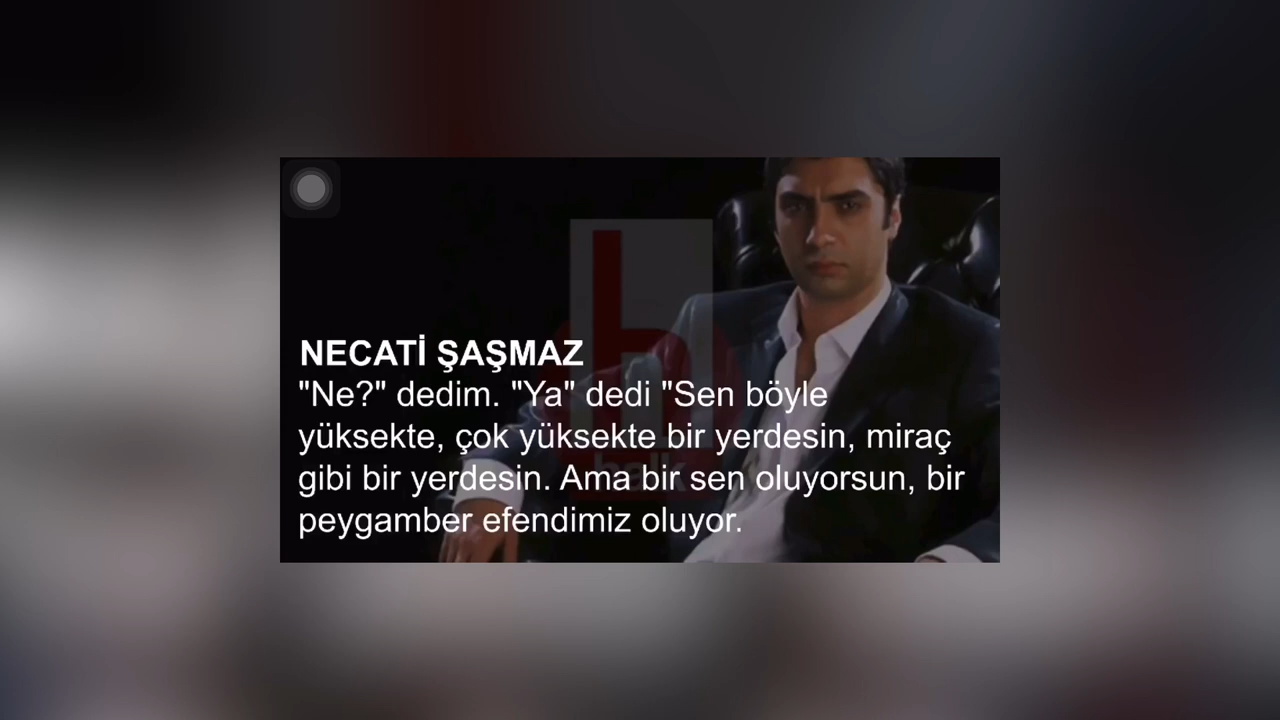 halk
NECATİ ŞAŞMAZ
"Ne?" dedim. "Ya" dedi "Sen böyle
yüksekte, çok yüksekte bir yerdesin, miraç
gibi bir yerdesin. Ama bir sen oluyorsun, bir
peygamber efendimiz oluyor.